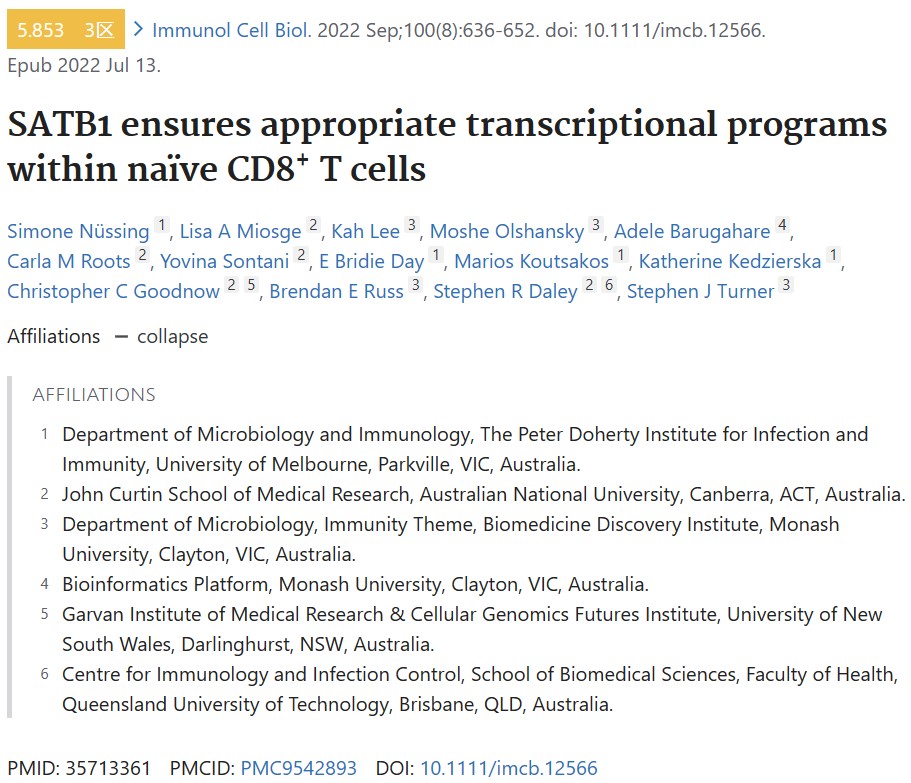 5.853 3区 > Immunol Cell Biol. 2022 Sep;100(8):636-652. doi: 10.1111/imcb.12566.
Epub 2022 Jul 13.
SATB1 ensures appropriate transcriptional programs
within naïve CD8+ T cells
Simone Nüssing 1, Lisa A Miosge 2, Kah Lee 3, Moshe Olshansky 3, Adele Barugahare 4,
Carla M Roots 2, Yovina Sontani 2, E Bridie Day 1, Marios Koutsakos 1, Katherine Kedzierska 1,
Christopher C Goodnow 2 5, Brendan E Russ 3, Stephen R Daley 2 6, Stephen J Turner 3
Affiliations — collapse
AFFILIATIONS
1 Department of Microbiology and Immunology, The Peter Doherty Institute for Infection and
Immunity, University of Melbourne, Parkville, VIC, Australia.
2 John Curtin School of Medical Research, Australian National University, Canberra, ACT, Australia.
3 Department of Microbiology, Immunity Theme, Biomedicine Discovery Institute, Monash
University, Clayton, VIC, Australia.
4 Bioinformatics Platform, Monash University, Clayton, VIC, Australia.
5 Garvan Institute of Medical Research & Cellular Genomics Futures Institute, University of New
South Wales, Darlinghurst, NSW, Australia.
6 Centre for Immunology and Infection Control, School of Biomedical Sciences, Faculty of Health,
Queensland University of Technology, Brisbane, QLD, Australia.
PMID: 35713361 PMCID: PMC9542893 DOI: 10.1111/imcb.12566